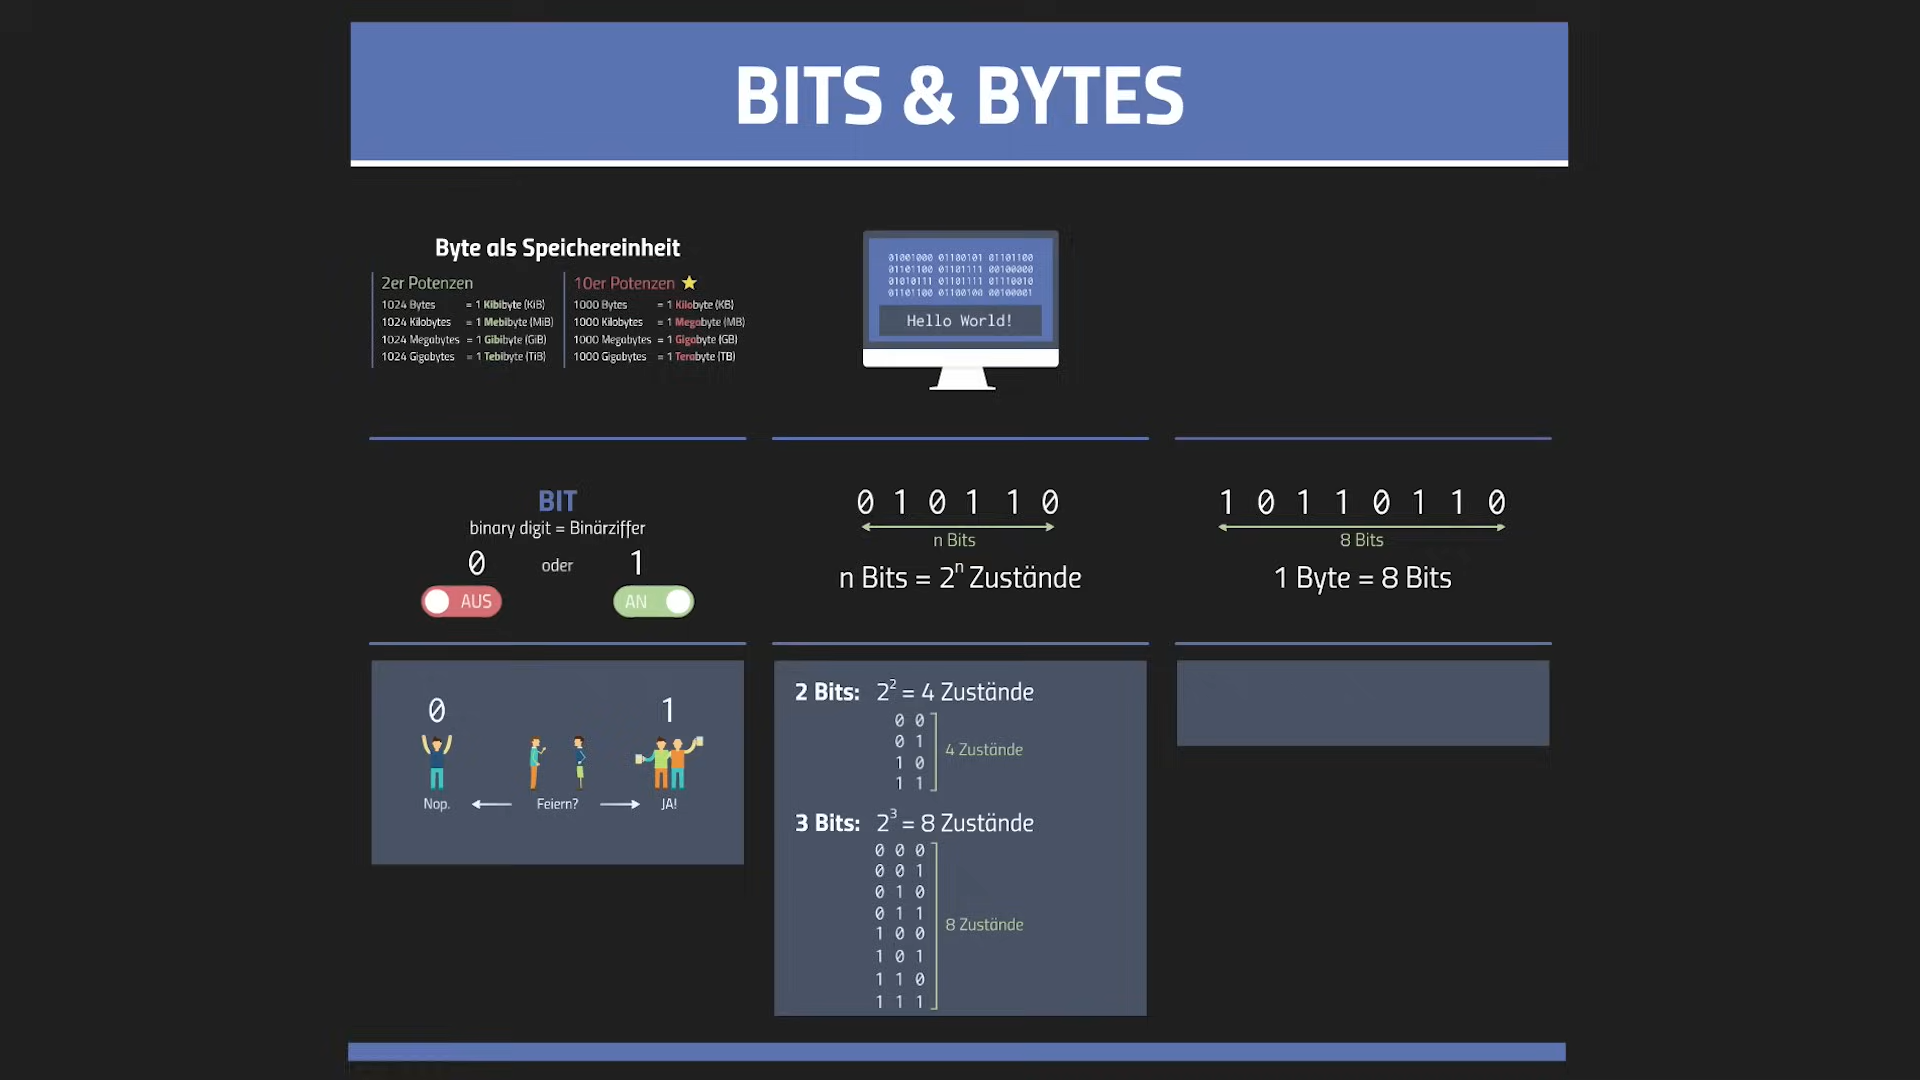 BITS & BYTES
Byte als Speichereinheit
2er Potenzen
1024 Bytes = 1 Kibibyte (KiB)
1024 Kilobytes = 1 Mebibyte (MiB)
1024 Megabytes = 1 Gibibyte (GiB)
1024 Gigabytes = 1 Tebibyte (TiB)
10er Potenzen
1000 Bytes = 1 Kilobyte (KB)
1000 Kilobytes = 1 Megabyte (MB)
1000 Megabytes = 1 Gigabyte (GB)
1000 Gigabytes = 1 Terabyte (TB)
01001000 01100101 01101100
01101100 01101111 00100000
01010111 01101111 01110010
01101100 01100100 00100001
Hello World!
BIT
binary digit = Binärziffer
0 oder 1
AUS AN
0 1 0 1 1 0
n Bits
n Bits = 2ⁿ Zustände
1 0 1 1 0 1 1 0
8 Bits
1 Byte = 8 Bits
0 1
Nop. Feiern? JA!
2 Bits: 2² = 4 Zustände
0 0
0 1
1 0
1 1
4 Zustände
3 Bits: 2³ = 8 Zustände
0 0 0
0 0 1
0 1 0
0 1 1
1 0 0
1 0 1
1 1 0
1 1 1
8 Zustände